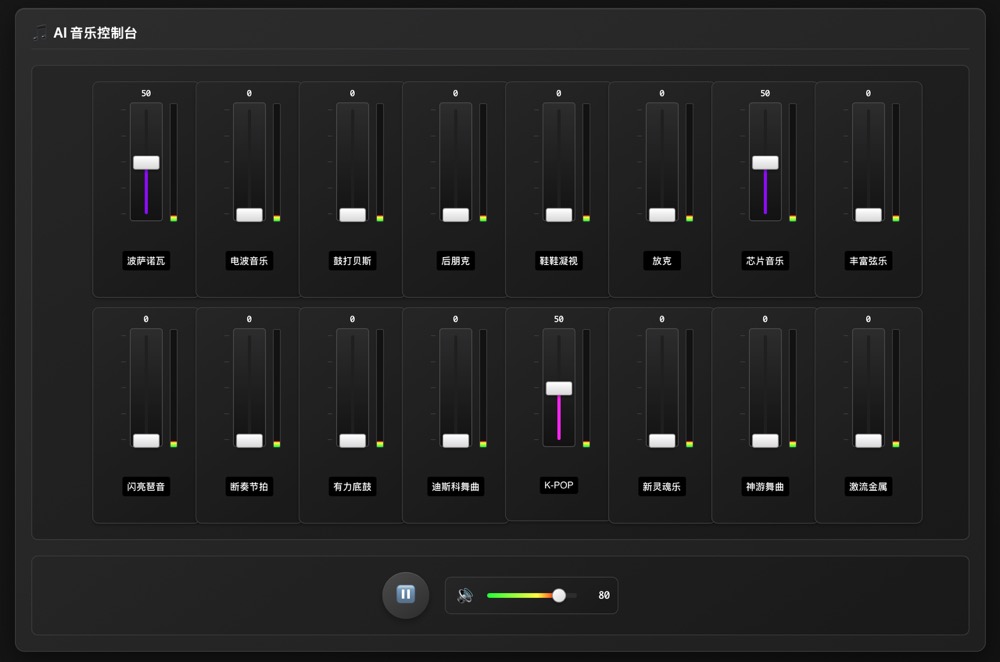 AI 音乐控制台
50 0 0 0 0 0 50 0
波萨诺瓦 电波音乐 鼓打贝斯 后朋克 鞋鞋凝视 放克 芯片音乐 丰富弦乐
0 0 0 0 50 0 0 0
闪亮琶音 断奏节拍 有力底鼓 迪斯科舞曲 K-POP 新灵魂乐 神游舞曲 激流金属
80